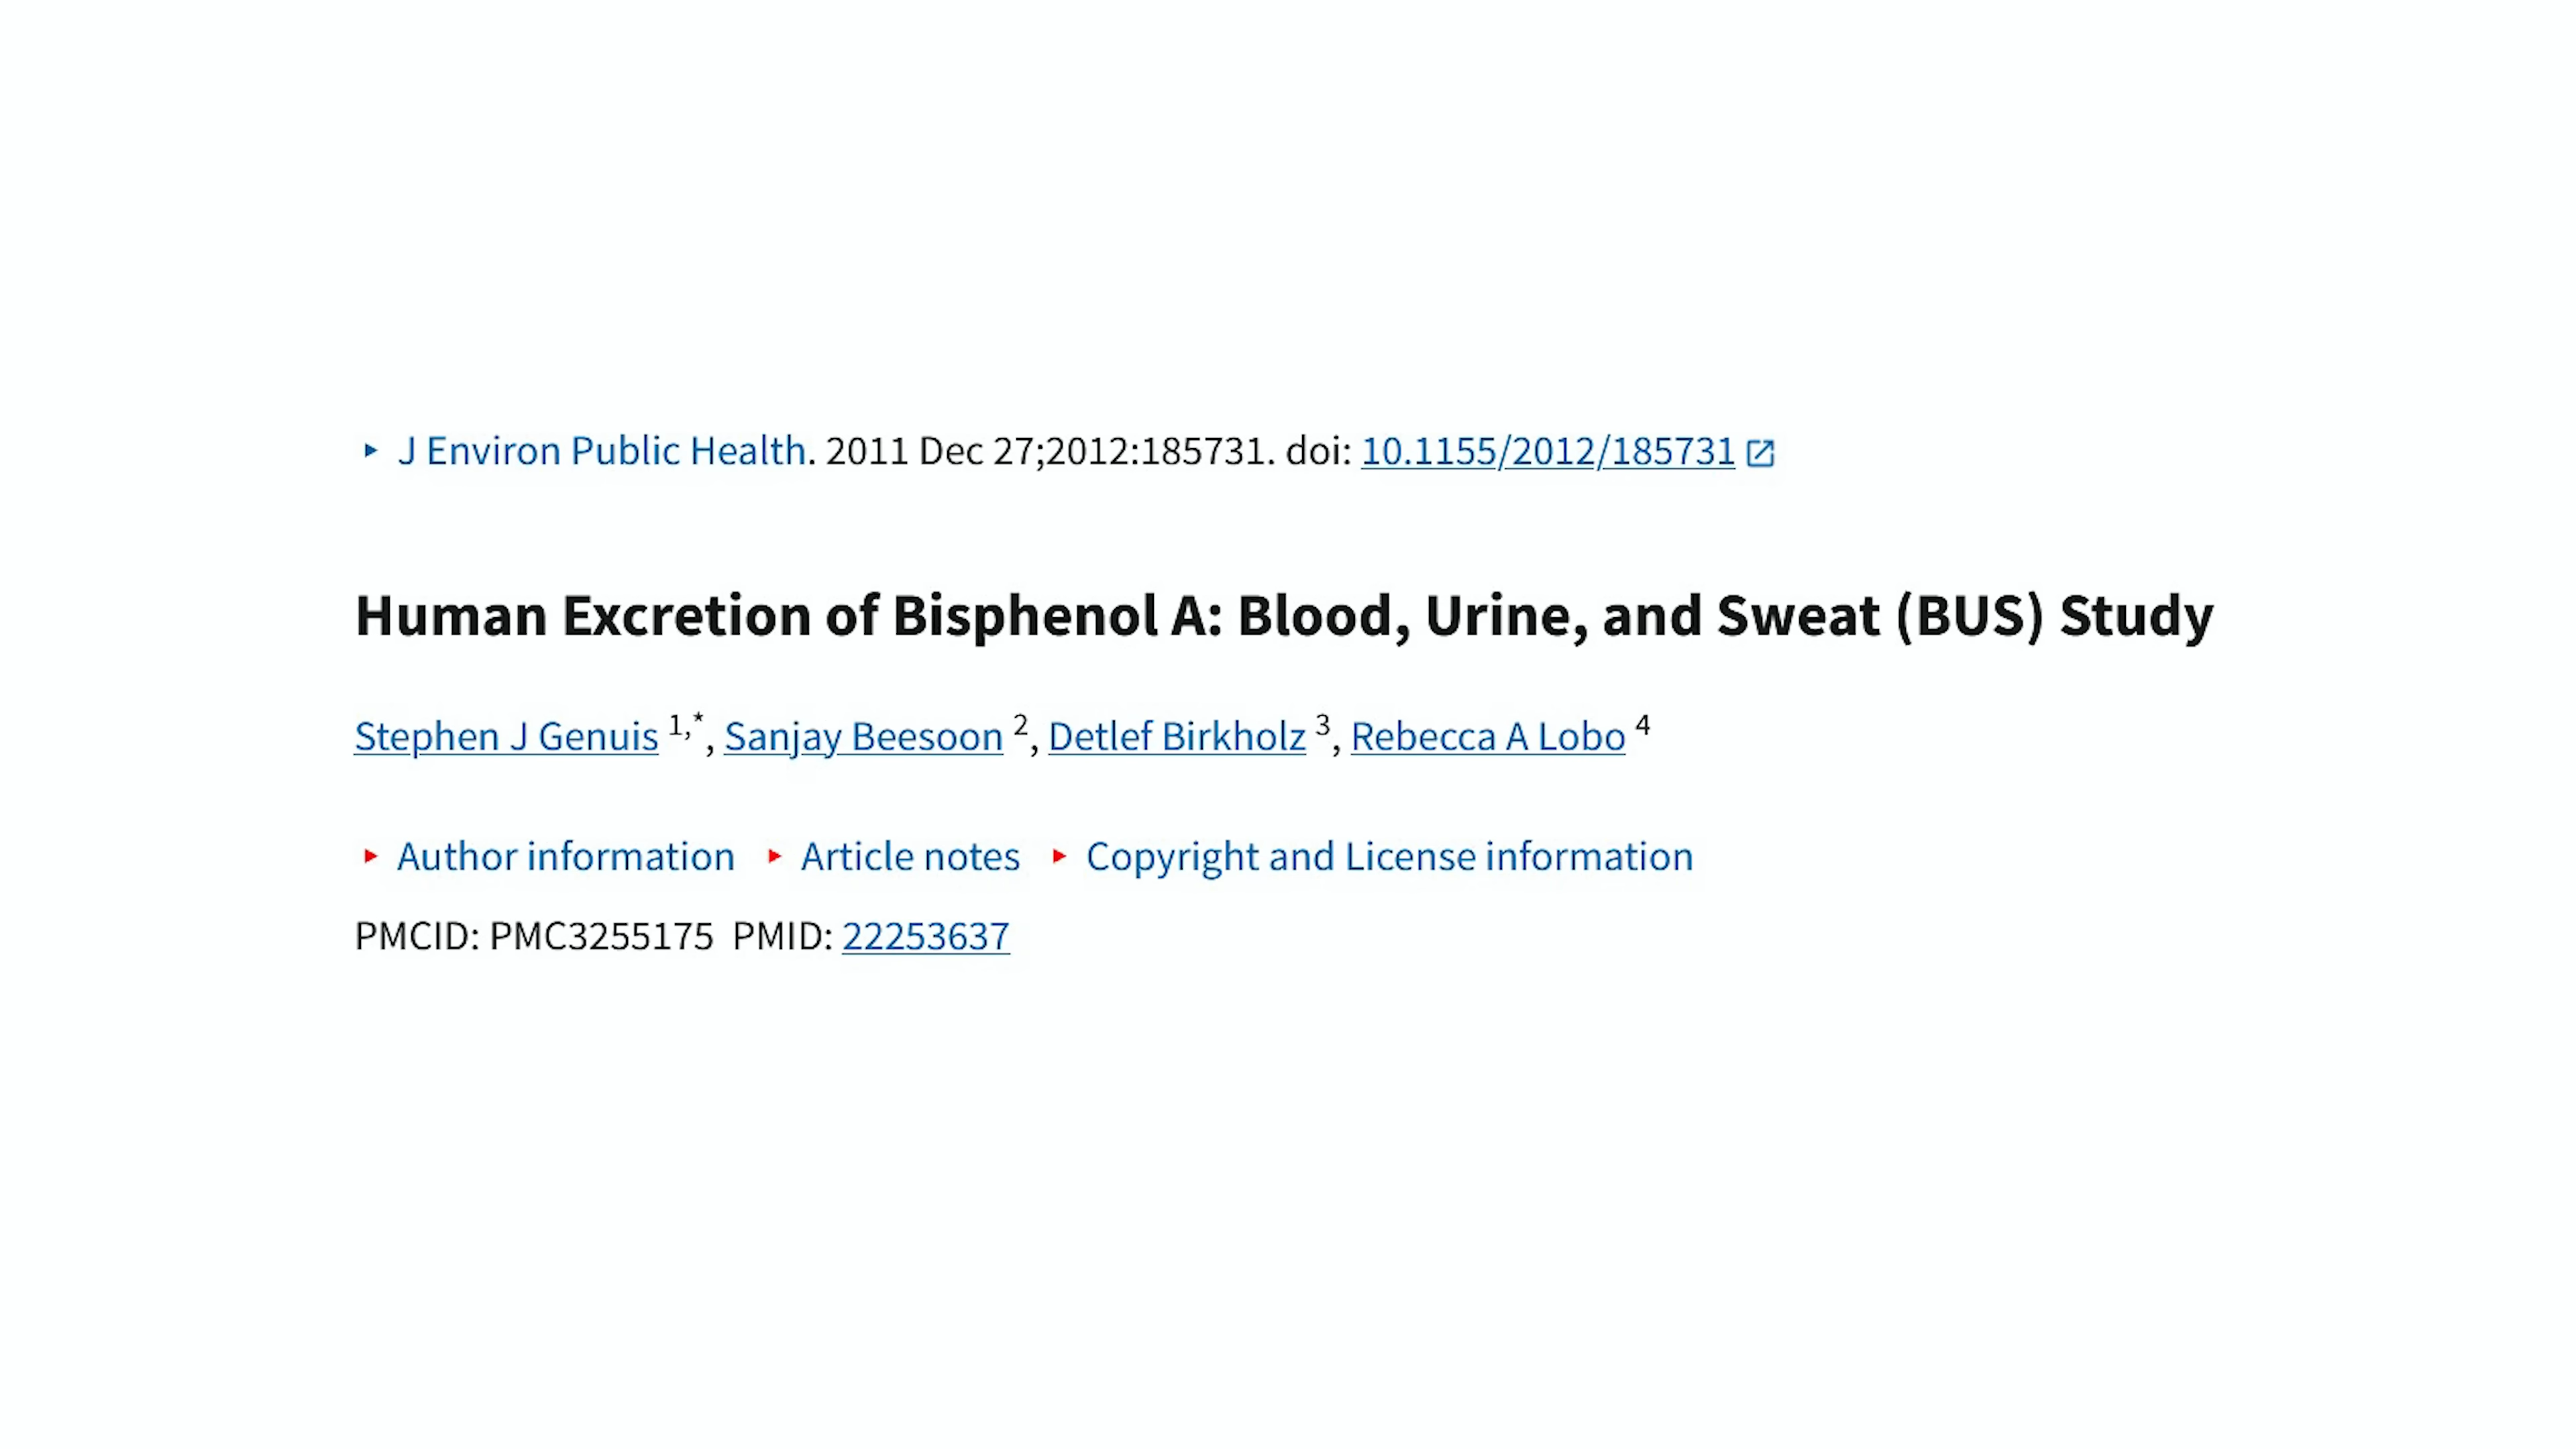 ‣ J Environ Public Health. 2011 Dec 27;2012:185731. doi: 10.1155/2012/185731
Human Excretion of Bisphenol A: Blood, Urine, and Sweat (BUS) Study
Stephen J Genuis 1,*, Sanjay Beesoon 2, Detlef Birkholz 3, Rebecca A Lobo 4
‣ Author information ‣ Article notes ‣ Copyright and License information
PMCID: PMC3255175 PMID: 22253637